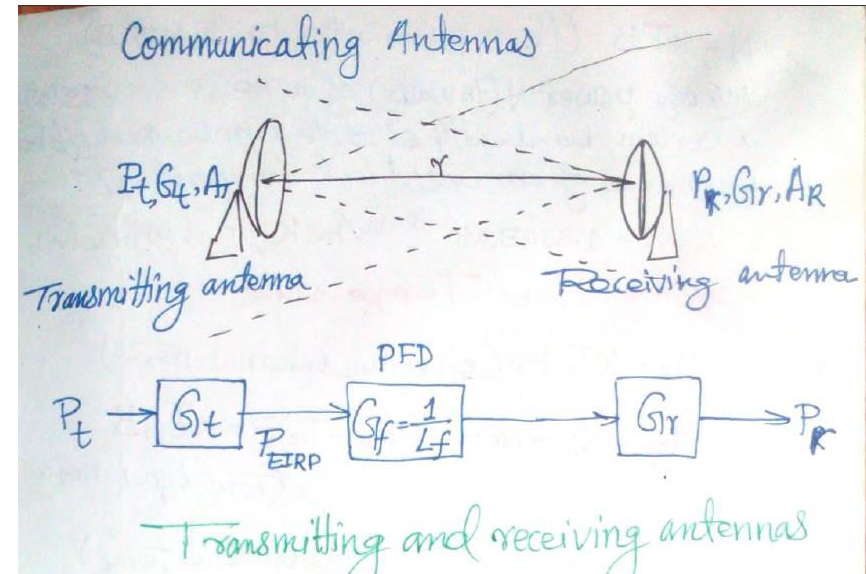 Communicating Antennas
r
Pt, Gt, AT
PR, Gr, AR
Transmitting antenna
Receiving antenna
PFD
Pt
Gt
PEIRP
Gf = 1/Lf
Gr
PR
Transmitting and receiving antennas